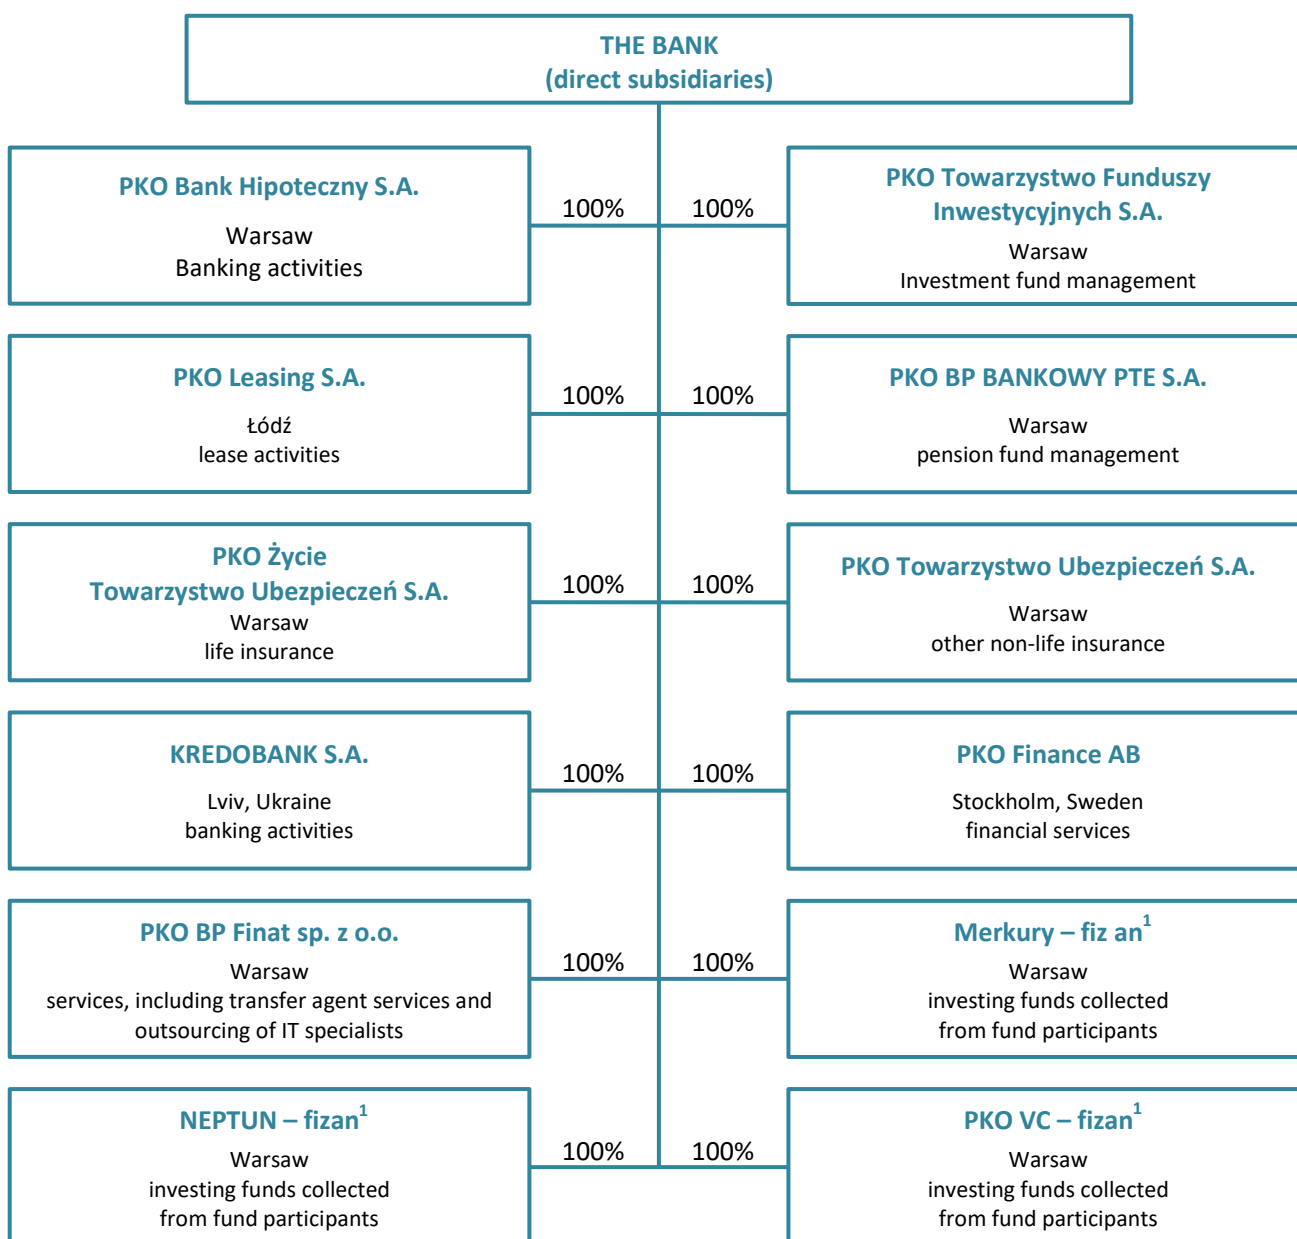 THE BANK
(direct subsidiaries)
PKO Bank Hipoteczny S.A.
Warsaw
Banking activities
100%
100%
PKO Towarzystwo Funduszy
Inwestycyjnych S.A.
Warsaw
Investment fund management
PKO Leasing S.A.
Łódź
lease activities
100%
100%
PKO BP BANKOWY PTE S.A.
Warsaw
pension fund management
PKO Życie
Towarzystwo Ubezpieczeń S.A.
Warsaw
life insurance
100%
100%
PKO Towarzystwo Ubezpieczeń S.A.
Warsaw
other non-life insurance
KREDOBANK S.A.
Lviv, Ukraine
banking activities
100%
100%
PKO Finance AB
Stockholm, Sweden
financial services
PKO BP Finat sp. z o.o.
Warsaw
services, including transfer agent services and
outsourcing of IT specialists
100%
100%
Merkury – fiz an¹
Warsaw
investing funds collected
from fund participants
NEPTUN – fizan¹
Warsaw
investing funds collected
from fund participants
100%
100%
PKO VC – fizan¹
Warsaw
investing funds collected
from fund participants